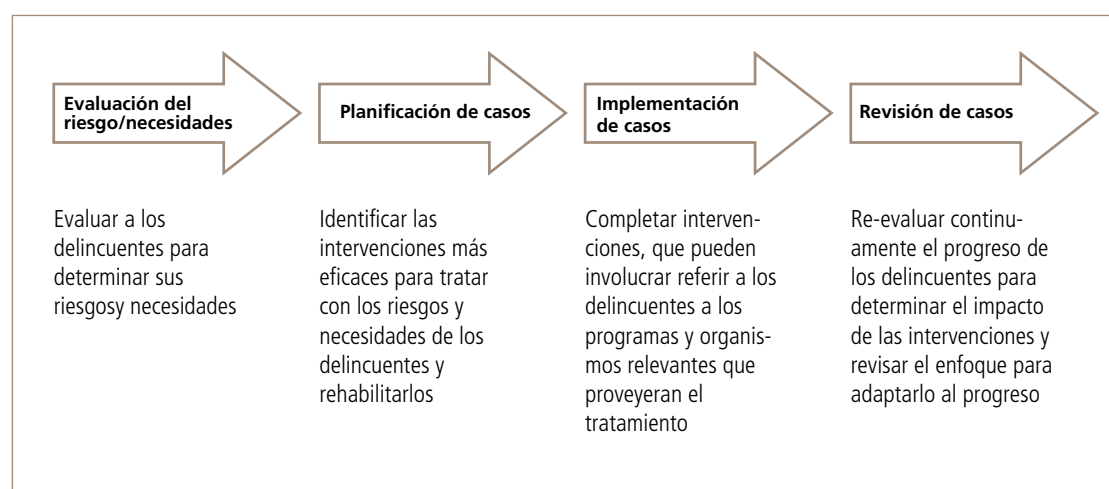 Evaluación del
riesgo/necesidades
Planificación de casos
Implementación
de casos
Revisión de casos
Evaluar a los
delincuentes para
determinar sus
riesgosy necesidades
Identificar las
intervenciones más
eficaces para tratar
con los riesgos y
necesidades de los
delincuentes y
rehabilitarlos
Completar interven-
ciones, que pueden
involucrar referir a los
delincuentes a los
programas y organis-
mos relevantes que
proveyeran el
tratamiento
Re-evaluar continu-
amente el progreso de
los delincuentes para
determinar el impacto
de las intervenciones y
revisar el enfoque para
adaptarlo al progreso